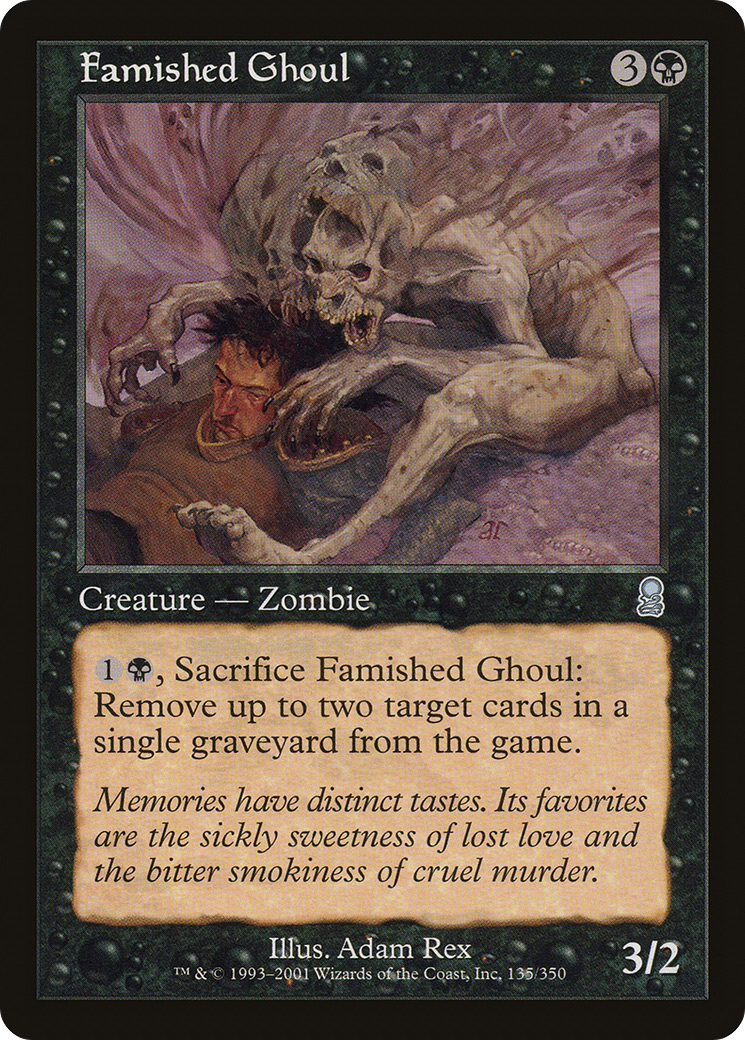 Famished Ghoul 3
Creature — Zombie
1, Sacrifice Famished Ghoul:
Remove up to two target cards in a
single graveyard from the game.
Memories have distinct tastes. Its favorites
are the sickly sweetness of lost love and
the bitter smokiness of cruel murder.
Illus. Adam Rex
™ & © 1993–2001 Wizards of the Coast, Inc. 135/350
3/2